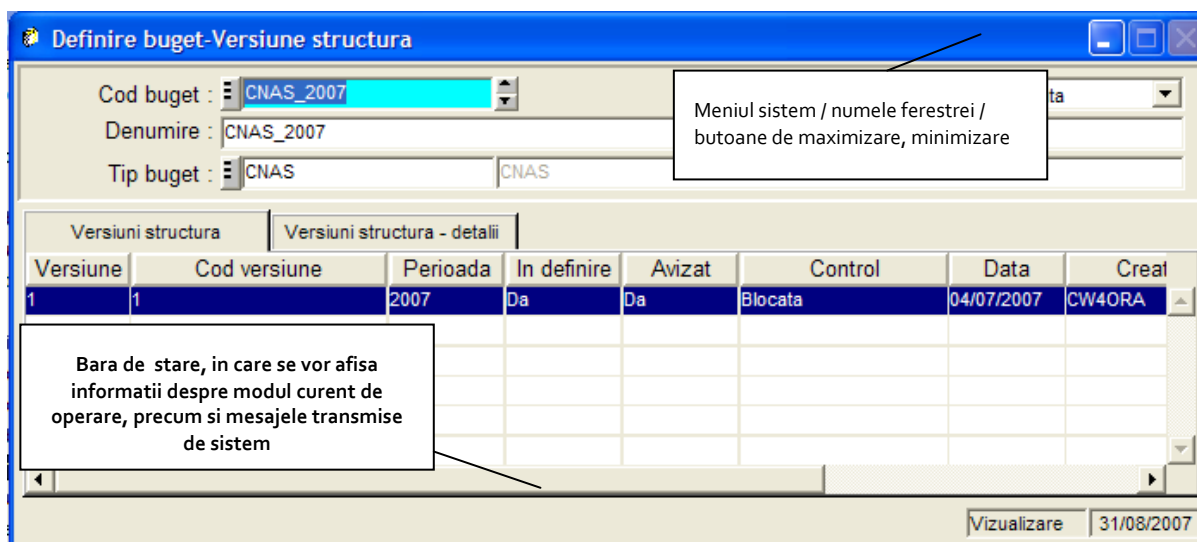 Definire buget-Versiune structura
Cod buget : CNAS_2007
Meniul sistem / numele ferestrei /
butoane de maximizare, minimizare
ta
Denumire : CNAS_2007
Tip buget : CNAS CNAS
Versiuni structura Versiuni structura - detalii
Versiune Cod versiune Perioada In definire Avizat Control Data Creat
1 1 2007 Da Da Blocata 04/07/2007 CW4ORA
Bara de stare, in care se vor afisa
informatii despre modul curent de
operare, precum si mesajele transmise
de sistem
Vizualizare 31/08/2007